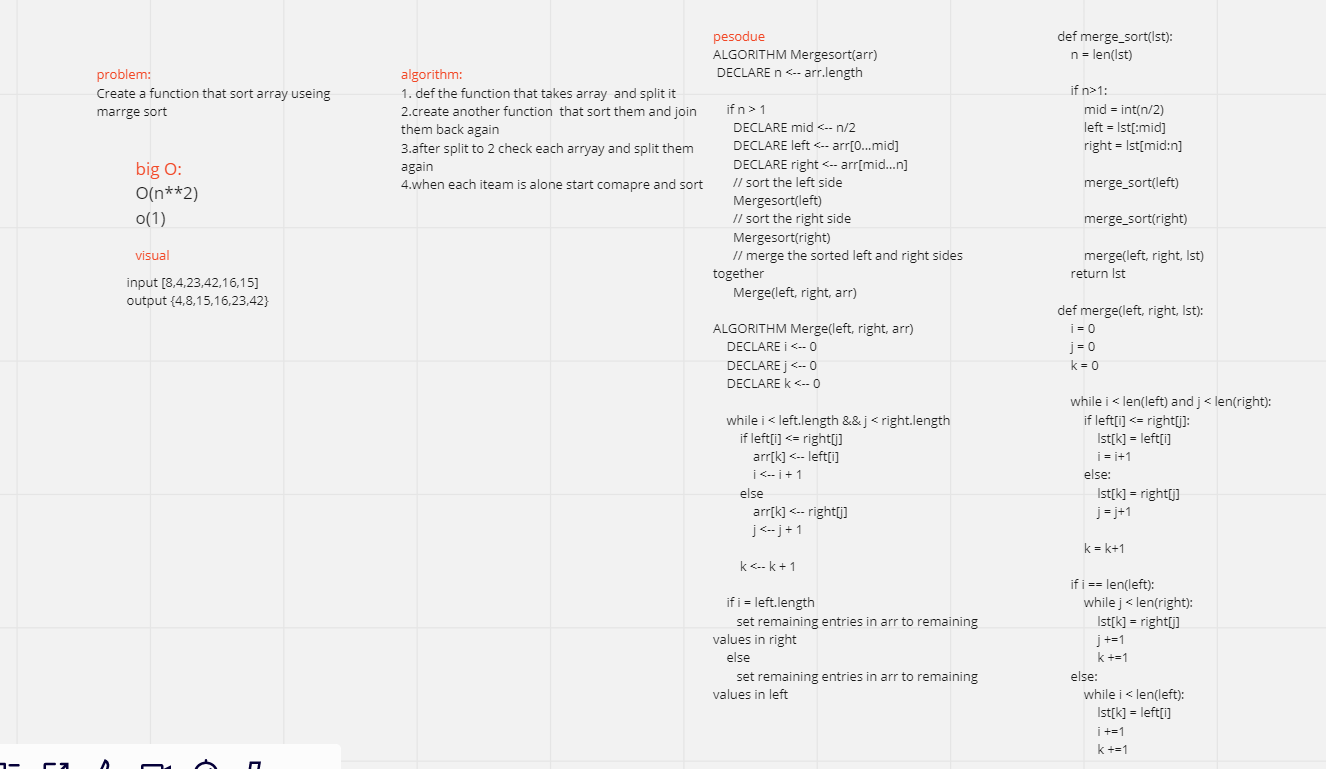 problem:
Create a function that sort array useing
marrge sort
big O:
O(n**2)
o(1)
visual
input [8,4,23,42,16,15]
output {4,8,15,16,23,42}
algorithm:
1. def the function that takes array  and split it
2.create another function  that sort them and join
them back again
3.after split to 2 check each arryay and split them
again
4.when each iteam is alone start comapre and sort
pesodue
ALGORITHM Mergesort(arr)
DECLARE n <-- arr.length
if n > 1
DECLARE mid <-- n/2
DECLARE left <-- arr[0...mid]
DECLARE right <-- arr[mid...n]
// sort the left side
Mergesort(left)
// sort the right side
Mergesort(right)
// merge the sorted left and right sides
together
Merge(left, right, arr)
ALGORITHM Merge(left, right, arr)
DECLARE i <-- 0
DECLARE j <-- 0
DECLARE k <-- 0
while i < left.length && j < right.length
if left[i] <= right[j]
arr[k] <-- left[i]
i <-- i + 1
else
arr[k] <-- right[j]
j <-- j + 1
k <-- k + 1
if i = left.length
set remaining entries in arr to remaining
values in right
else
set remaining entries in arr to remaining
values in left
def merge_sort(lst):
n = len(lst)
if n>1:
mid = int(n/2)
left = lst[:mid]
right = lst[mid:n]
merge_sort(left)
merge_sort(right)
merge(left, right, lst)
return lst
def merge(left, right, lst):
i = 0
j = 0
k = 0
while i < len(left) and j < len(right):
if left[i] <= right[j]:
lst[k] = left[i]
i = i+1
else:
lst[k] = right[j]
j = j+1
k = k+1
if i == len(left):
while j < len(right):
lst[k] = right[j]
j +=1
k +=1
else:
while i < len(left):
lst[k] = left[i]
i +=1
k +=1